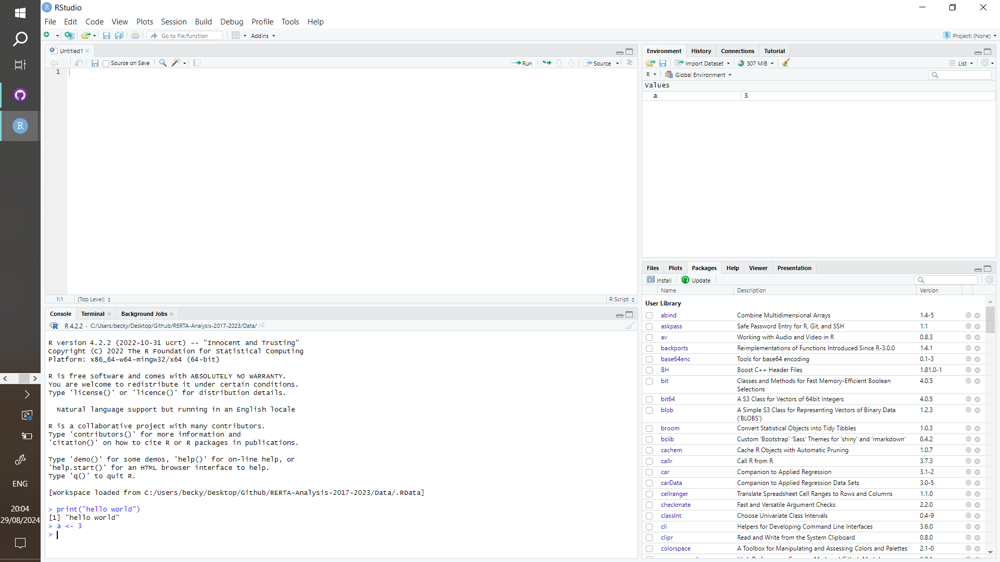 RStudio
File Edit Code View Plots Session Build Debug Profile Tools Help
Go to file/function Addins Project: (None)
Untitled1
Source on Save Run Source
1
1:1 (Top Level) R Script
Console Terminal Background Jobs
R 4.2.2 · C:/Users/becky/Desktop/Github/RERTA-Analysis-2017-2023/Data/
R version 4.2.2 (2022-10-31 ucrt) -- "Innocent and Trusting"
Copyright (C) 2022 The R Foundation for Statistical Computing
Platform: x86_64-w64-mingw32/x64 (64-bit)
R is free software and comes with ABSOLUTELY NO WARRANTY.
You are welcome to redistribute it under certain conditions.
Type 'license()' or 'licence()' for distribution details.
Natural language support but running in an English locale
R is a collaborative project with many contributors.
Type 'contributors()' for more information and
'citation()' on how to cite R or R packages in publications.
Type 'demo()' for some demos, 'help()' for on-line help, or
'help.start()' for an HTML browser interface to help.
Type 'q()' to quit R.
[Workspace loaded from C:/Users/becky/Desktop/Github/RERTA-Analysis-2017-2023/Data/.RData]
> print("hello world")
[1] "hello world"
> a <- 3
>
Environment History Connections Tutorial
Import Dataset 307 MiB List
R Global Environment
Values
a 3
Files Plots Packages Help Viewer Presentation
Install Update
Name Description Version
User Library
abind Combine Multidimensional Arrays 1.4-5
askpass Safe Password Entry for R, Git, and SSH 1.1
av Working with Audio and Video in R 0.8.3
backports Reimplementations of Functions Introduced Since R-3.0.0 1.4.1
base64enc Tools for base64 encoding 0.1-3
BH Boost C++ Header Files 1.81.0-1
bit Classes and Methods for Fast Memory-Efficient Boolean 4.0.5
Selections
bit64 A S3 Class for Vectors of 64bit Integers 4.0.5
blob A Simple S3 Class for Representing Vectors of Binary Data 1.2.3
('BLOBS')
broom Convert Statistical Objects into Tidy Tibbles 1.0.3
bslib Custom 'Bootstrap' 'Sass' Themes for 'shiny' and 'rmarkdown' 0.4.2
cachem Cache R Objects with Automatic Pruning 1.0.7
callr Call R from R 3.7.3
car Companion to Applied Regression 3.1-2
carData Companion to Applied Regression Data Sets 3.0-5
cellranger Translate Spreadsheet Cell Ranges to Rows and Columns 1.1.0
checkmate Fast and Versatile Argument Checks 2.2.0
classInt Choose Univariate Class Intervals 0.4-9
cli Helpers for Developing Command Line Interfaces 3.6.0
clipr Read and Write from the System Clipboard 0.8.0
colorspace A Toolbox for Manipulating and Assessing Colors and Palettes 2.1-0
ENG
20:04
29/08/2024